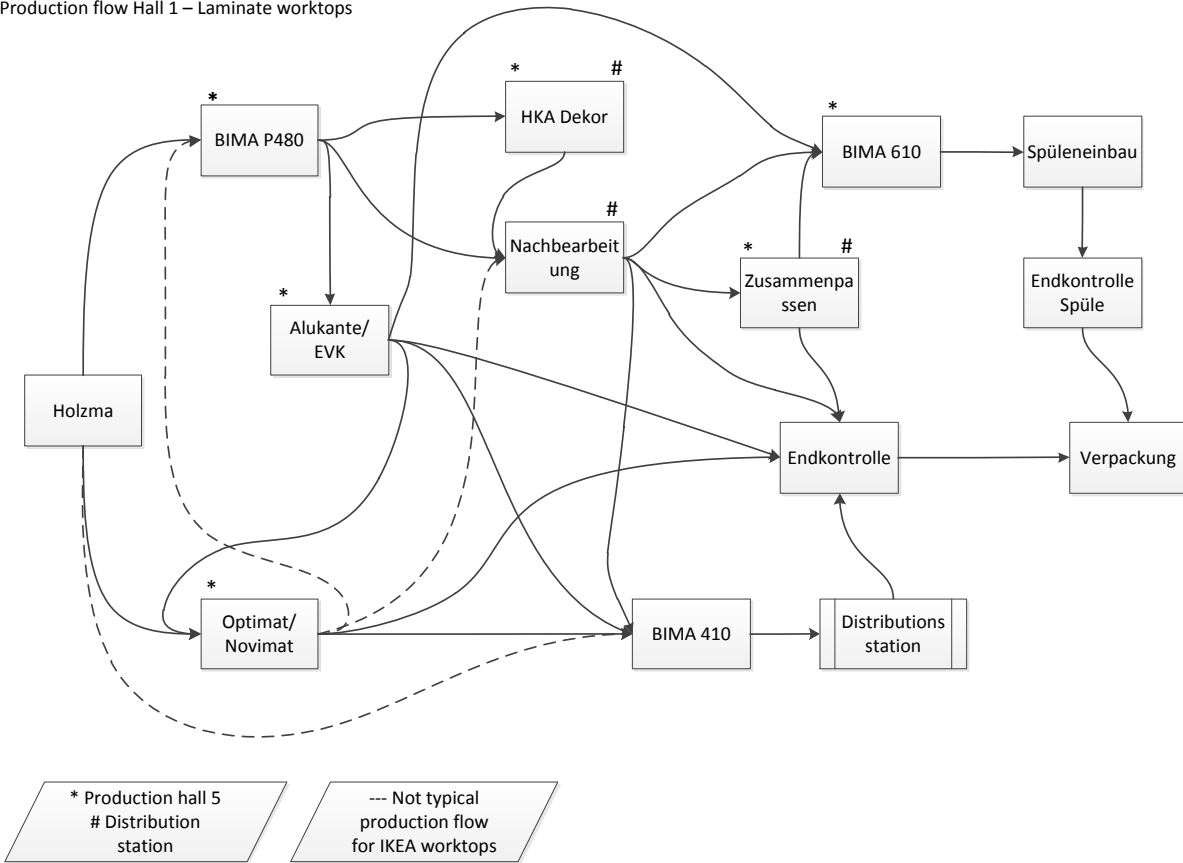 Production flow Hall 1 – Laminate worktops
*
#
HKA Dekor
*
BIMA P480
*
BIMA 610
Spüleneinbau
#
Nachbearbeit
ung
*
#
Zusammenpa
ssen
Endkontrolle
Spüle
*
Alukante/
EVK
Holzma
Endkontrolle
Verpackung
*
Optimat/
Novimat
BIMA 410
Distributions
station
* Production hall 5
# Distribution
station
--- Not typical
production flow
for IKEA worktops